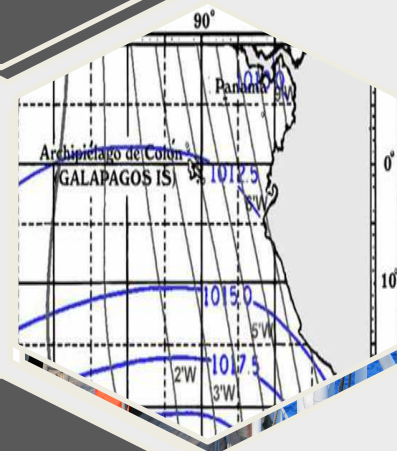 90°
1010.0
Panamá
6'W
Archipiélago de Colón
0°
(GALAPAGOS IS)
1012.5
6'W
10°
1015.0
5'W
1017.5
2'W
3'W